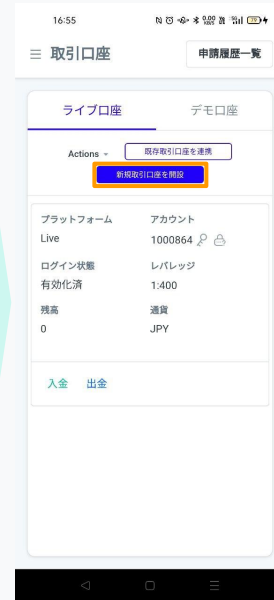 16:55
取引口座
申請履歴一覧
ライブ口座
デモ口座
Actions
既存取引口座を連携
新規取引口座を開設
プラットフォーム
アカウント
Live
1000864
ログイン状態
レバレッジ
有効化済
1:400
残高
通貨
0
JPY
入金
出金